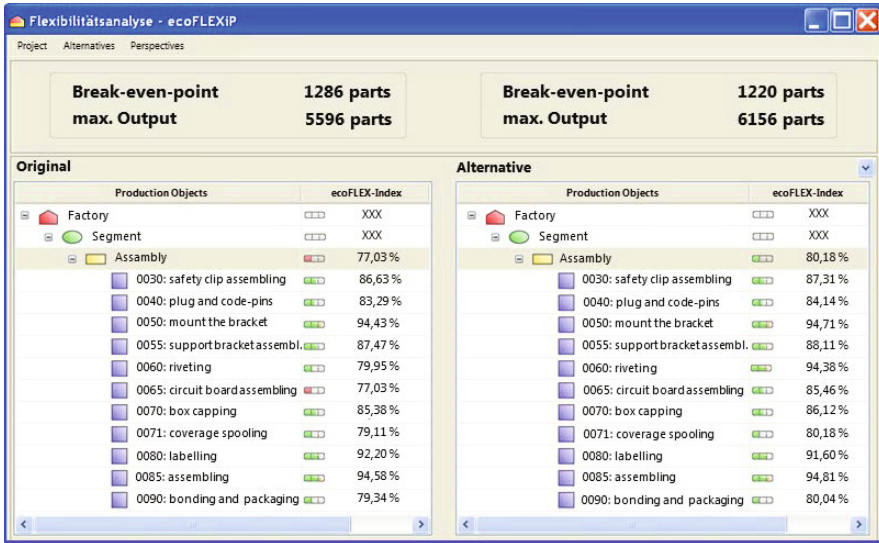 Flexibilitätsanalyse - ecoFLEXiP
Project Alternatives Perspectives
Break-even-point 1286 parts
max. Output 5596 parts
Break-even-point 1220 parts
max. Output 6156 parts
Original
Production Objects ecoFLEX-Index
Factory XXX
Segment XXX
Assambly 77,03%
0030: safety clip assembling 86,63%
0040: plug and code-pins 83,29%
0050: mount the bracket 94,43%
0055: support bracket assembl. 87,47%
0060: riveting 79,95%
0065: circuit board assembling 77,03%
0070: box capping 85,38%
0071: coverage spooling 79,11%
0080: labelling 92,20%
0085: assembling 94,58%
0090: bonding and packaging 79,34%
Alternative
Production Objects ecoFLEX-Index
Factory XXX
Segment XXX
Assambly 80,18%
0030: safety clip assembling 87,31%
0040: plug and code-pins 84,14%
0050: mount the bracket 94,71%
0055: support bracket assembl. 88,11%
0060: riveting 94,38%
0065: circuit board assembling 85,46%
0070: box capping 86,12%
0071: coverage spooling 80,18%
0080: labelling 91,60%
0085: assembling 94,81%
0090: bonding and packaging 80,04%